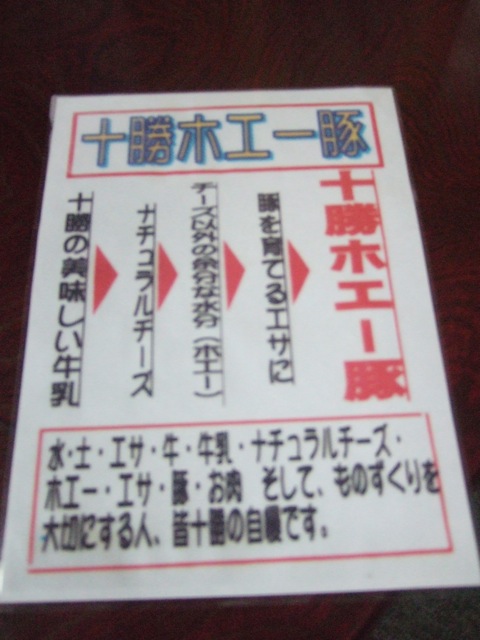 十勝ホエー豚
十勝の美味しい牛乳
ナチュラルチーズ
チーズ以外の余分な水分（ホエー）
豚を育てるエサに
十勝ホエー豚
水・土・エサ・牛・牛乳・ナチュラルチーズ・
ホエー・エサ・豚・お肉　そして、ものずくりを
大切にする人、皆十勝の自慢です。